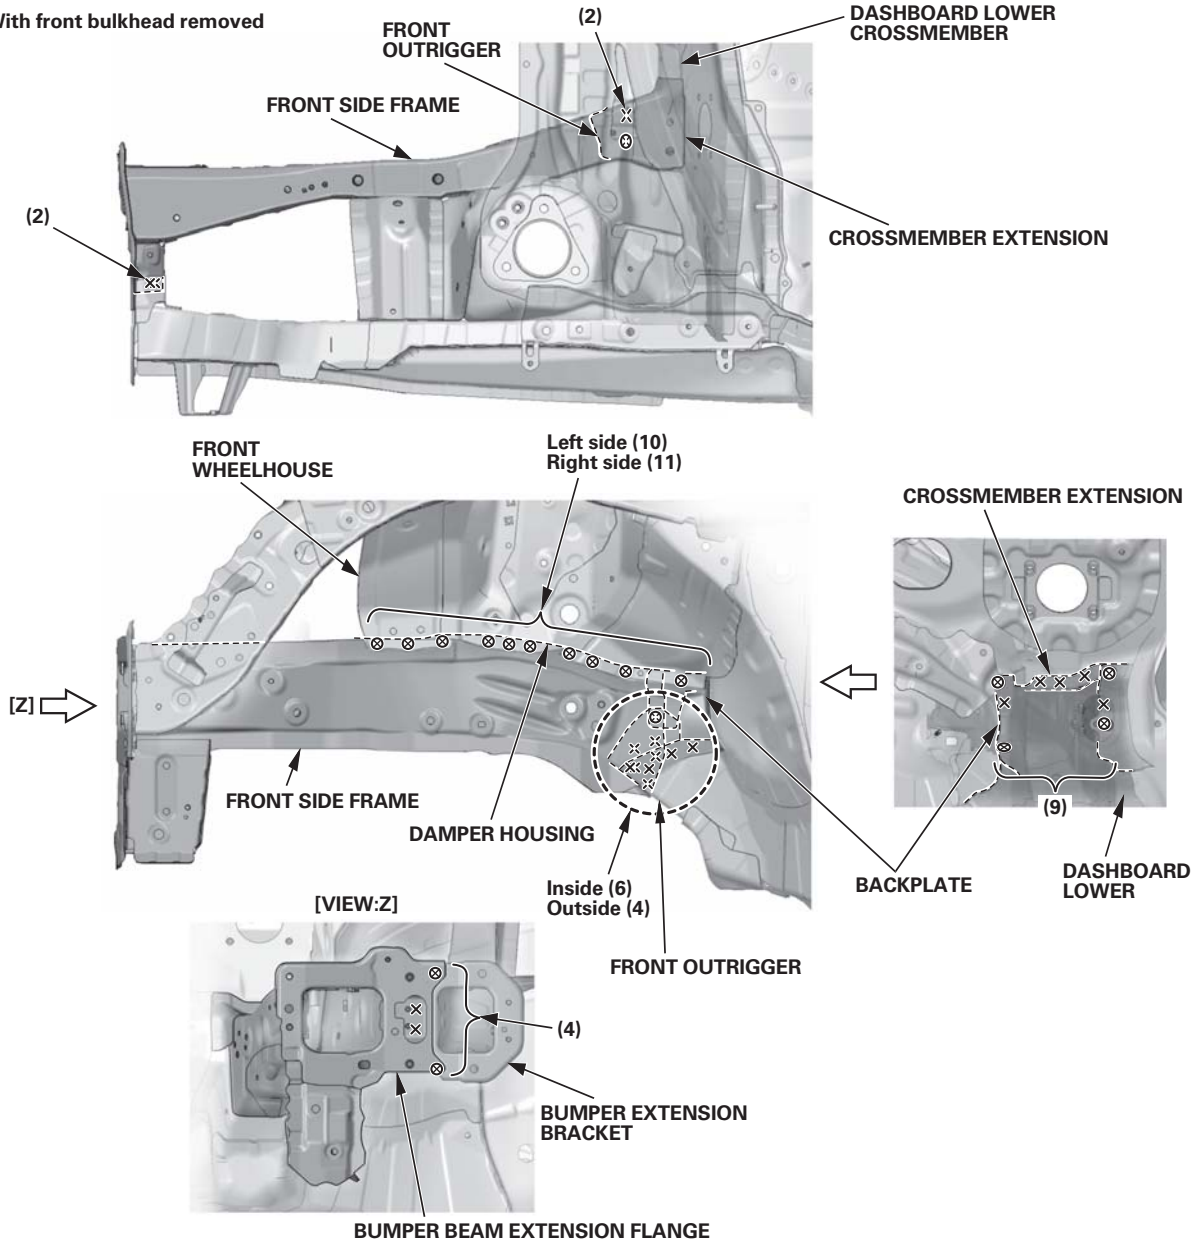 With front bulkhead removed
(2)
DASHBOARD LOWER
CROSSMEMBER
FRONT
OUTRIGGER
FRONT SIDE FRAME
(2)
CROSSMEMBER EXTENSION
FRONT
WHEELHOUSE
Left side (10)
Right side (11)
CROSSMEMBER EXTENSION
[Z]
FRONT SIDE FRAME
DAMPER HOUSING
(9)
BACKPLATE
DASHBOARD
LOWER
Inside (6)
Outside (4)
[VIEW:Z]
FRONT OUTRIGGER
(4)
BUMPER EXTENSION
BRACKET
BUMPER BEAM EXTENSION FLANGE